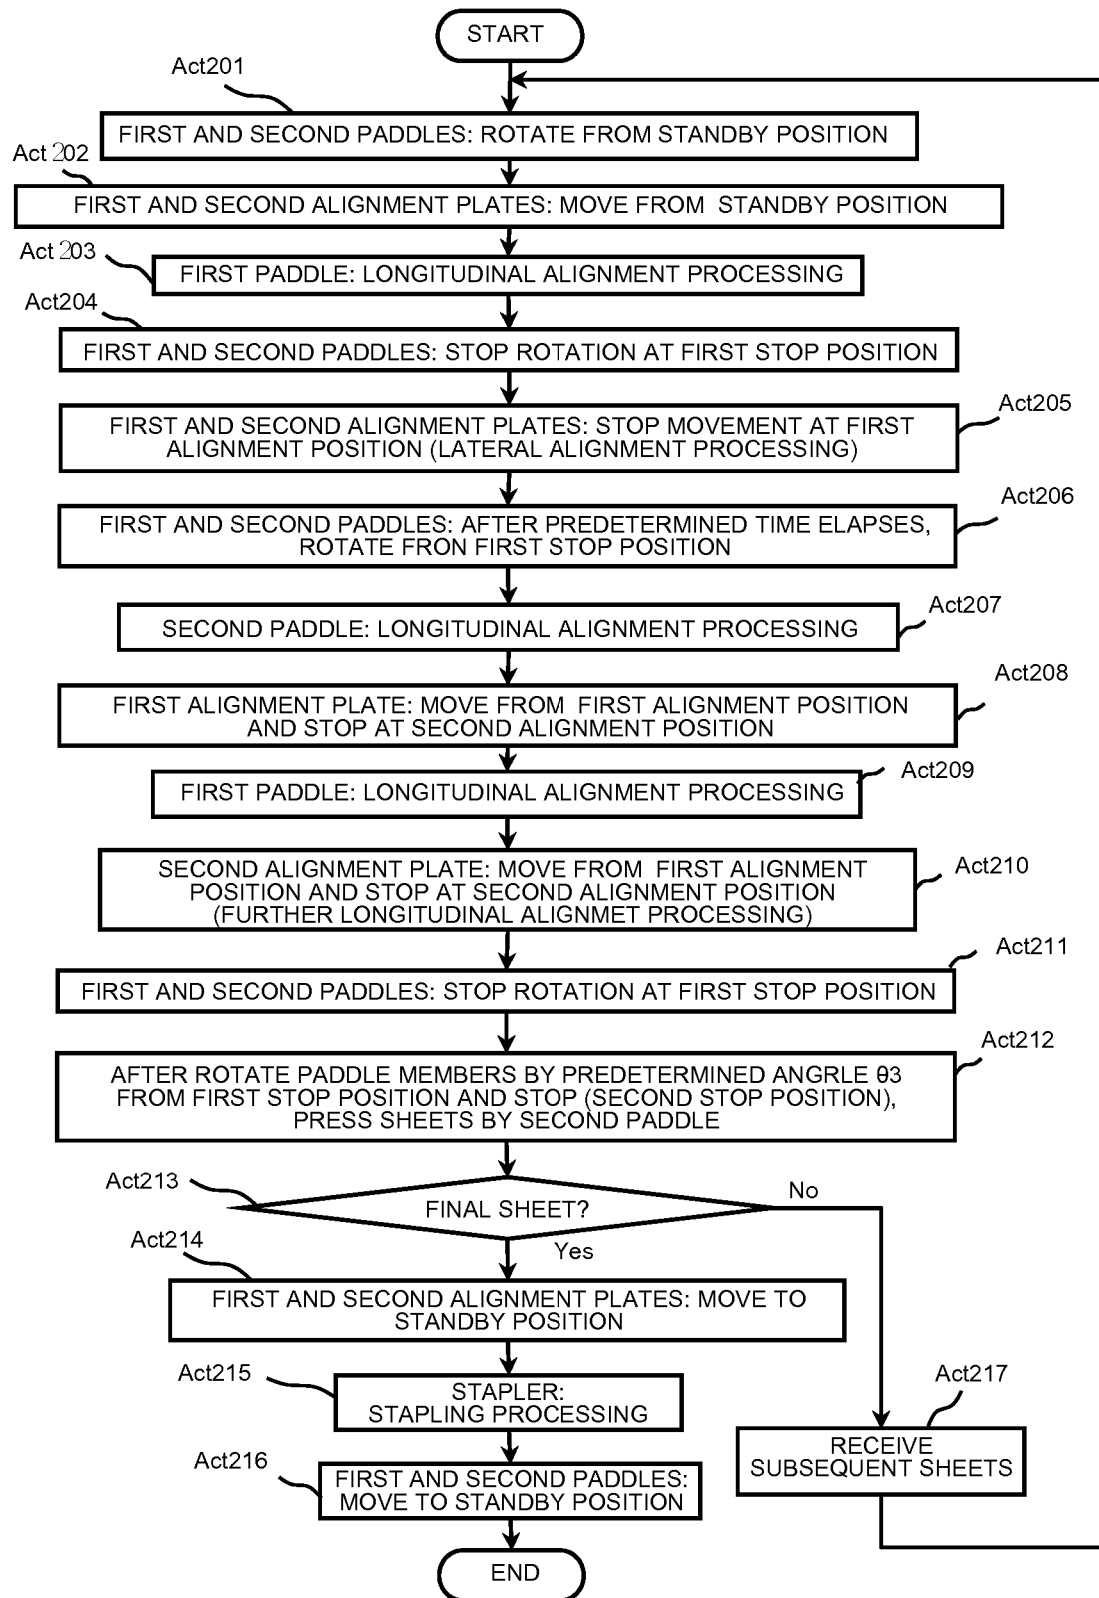 START
Act201
FIRST AND SECOND PADDLES: ROTATE FROM STANDBY POSITION
Act 202
FIRST AND SECOND ALIGNMENT PLATES: MOVE FROM STANDBY POSITION
Act 203
FIRST PADDLE: LONGITUDINAL ALIGNMENT PROCESSING
Act204
FIRST AND SECOND PADDLES: STOP ROTATION AT FIRST STOP POSITION
Act205
FIRST AND SECOND ALIGNMENT PLATES: STOP MOVEMENT AT FIRST
ALIGNMENT POSITION (LATERAL ALIGNMENT PROCESSING)
Act206
FIRST AND SECOND PADDLES: AFTER PREDETERMINED TIME ELAPSES,
ROTATE FRON FIRST STOP POSITION
Act207
SECOND PADDLE: LONGITUDINAL ALIGNMENT PROCESSING
Act208
FIRST ALIGNMENT PLATE: MOVE FROM FIRST ALIGNMENT POSITION
AND STOP AT SECOND ALIGNMENT POSITION
Act209
FIRST PADDLE: LONGITUDINAL ALIGNMENT PROCESSING
Act210
SECOND ALIGNMENT PLATE: MOVE FROM FIRST ALIGNMENT
POSITION AND STOP AT SECOND ALIGNMENT POSITION
(FURTHER LONGITUDINAL ALIGNMET PROCESSING)
Act211
FIRST AND SECOND PADDLES: STOP ROTATION AT FIRST STOP POSITION
Act212
AFTER ROTATE PADDLE MEMBERS BY PREDETERMINED ANGRLE θ3
FROM FIRST STOP POSITION AND STOP (SECOND STOP POSITION),
PRESS SHEETS BY SECOND PADDLE
Act213
FINAL SHEET?
No
Yes
Act214
FIRST AND SECOND ALIGNMENT PLATES: MOVE TO
STANDBY POSITION
Act215
STAPLER:
STAPLING PROCESSING
Act217
RECEIVE
SUBSEQUENT SHEETS
Act216
FIRST AND SECOND PADDLES:
MOVE TO STANDBY POSITION
END